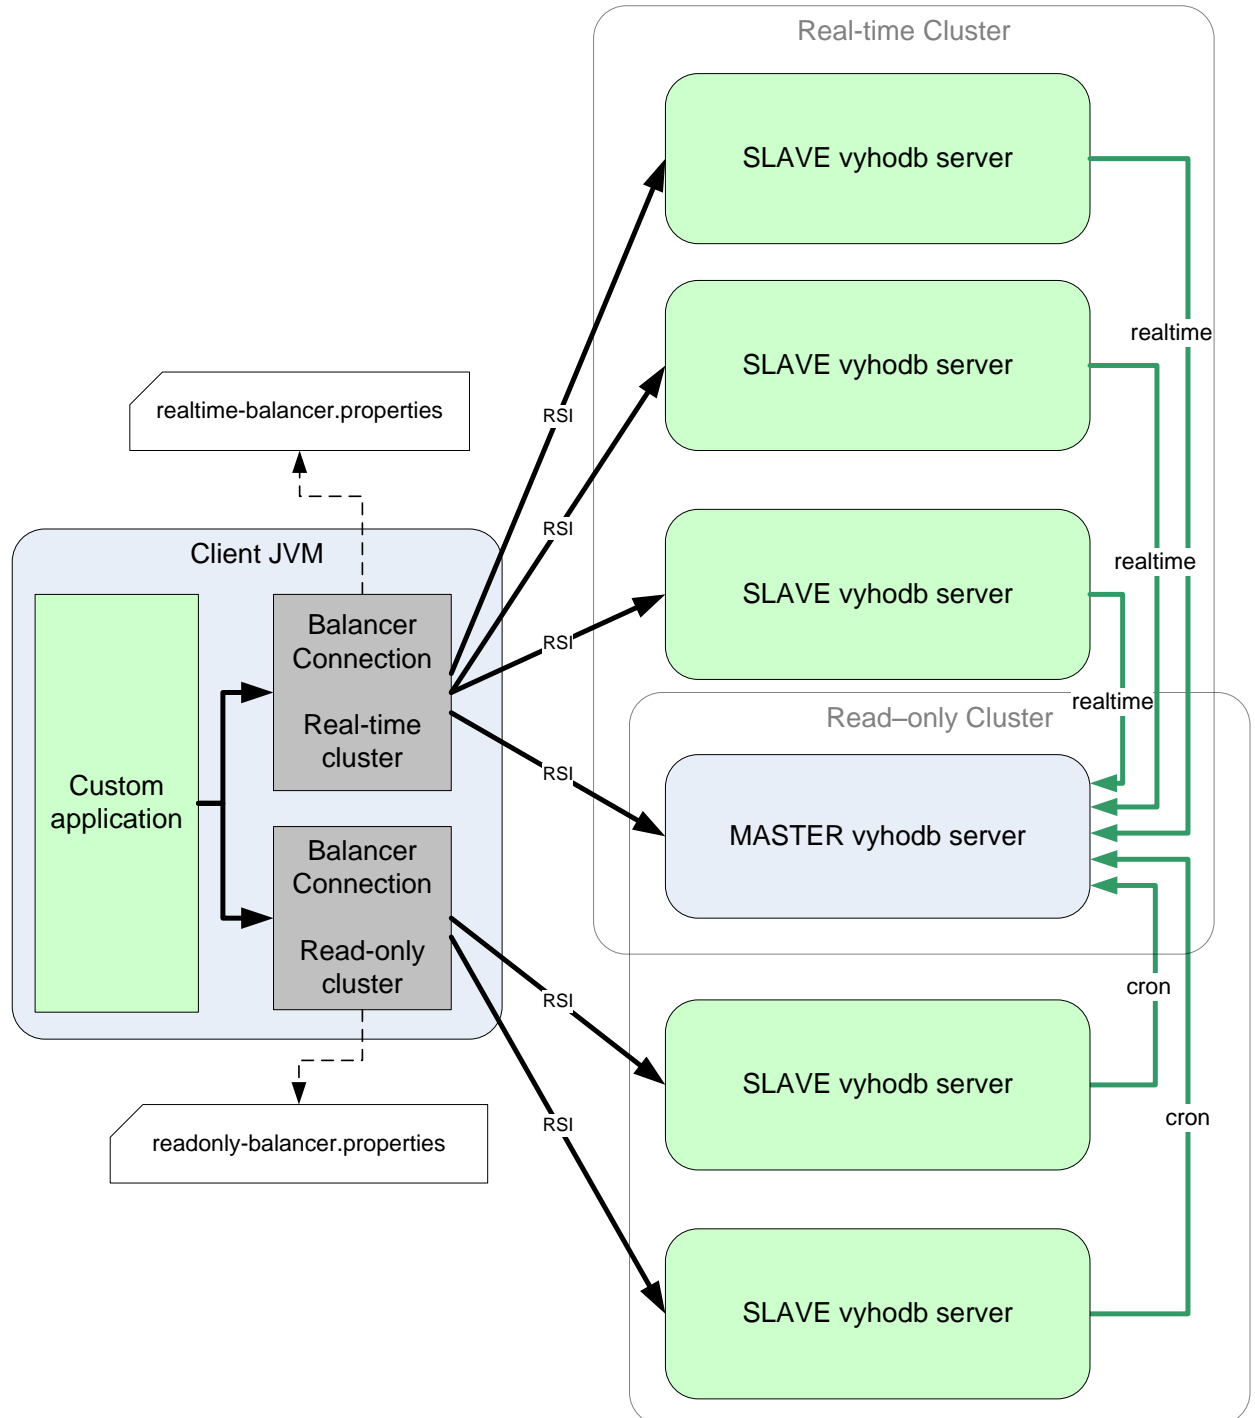 Real-time Cluster
SLAVE vyhodb server
realtime
SLAVE vyhodb server
realtime-balancer.properties
RSI
RSI
Client JVM
realtime
SLAVE vyhodb server
Balancer
Connection
Real-time
cluster
RSI
realtime
Read–only Cluster
RSI
Custom
application
MASTER vyhodb server
Balancer
Connection
Read-only
cluster
RSI
cron
SLAVE vyhodb server
RSI
cron
readonly-balancer.properties
SLAVE vyhodb server